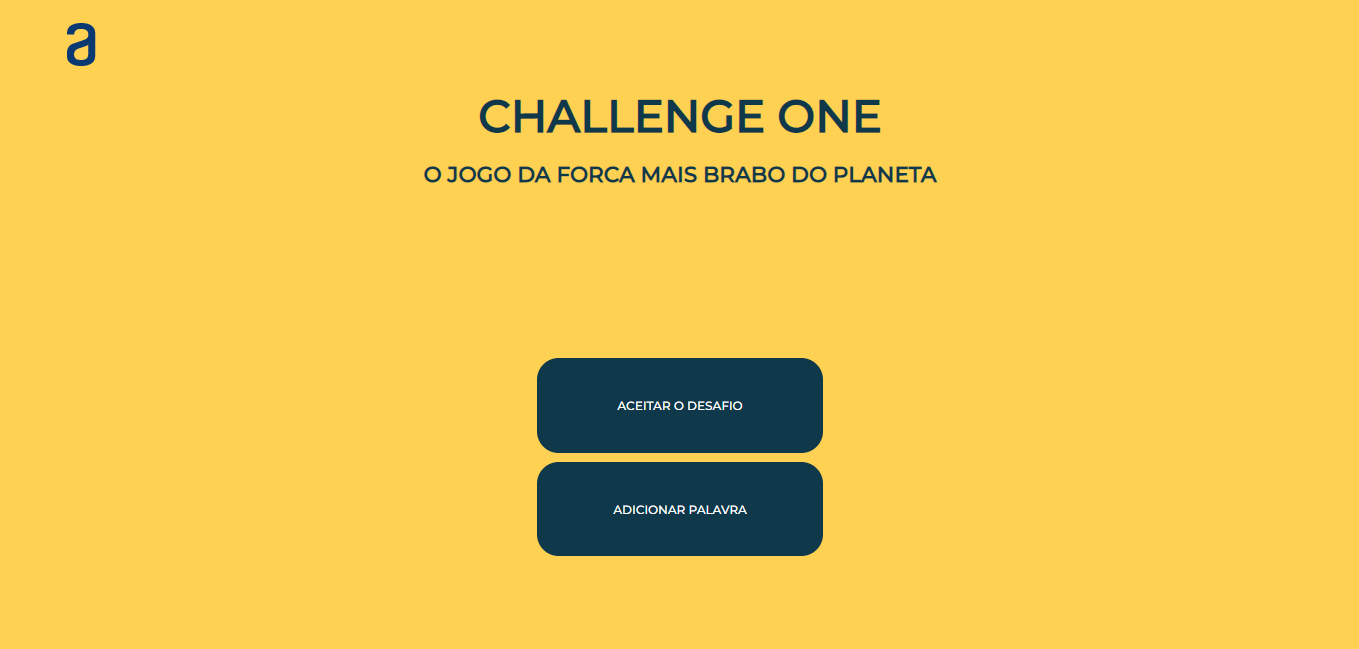 a
CHALLENGE ONE
O JOGO DA FORCA MAIS BRABO DO PLANETA
ACEITAR O DESAFIO
ADICIONAR PALAVRA